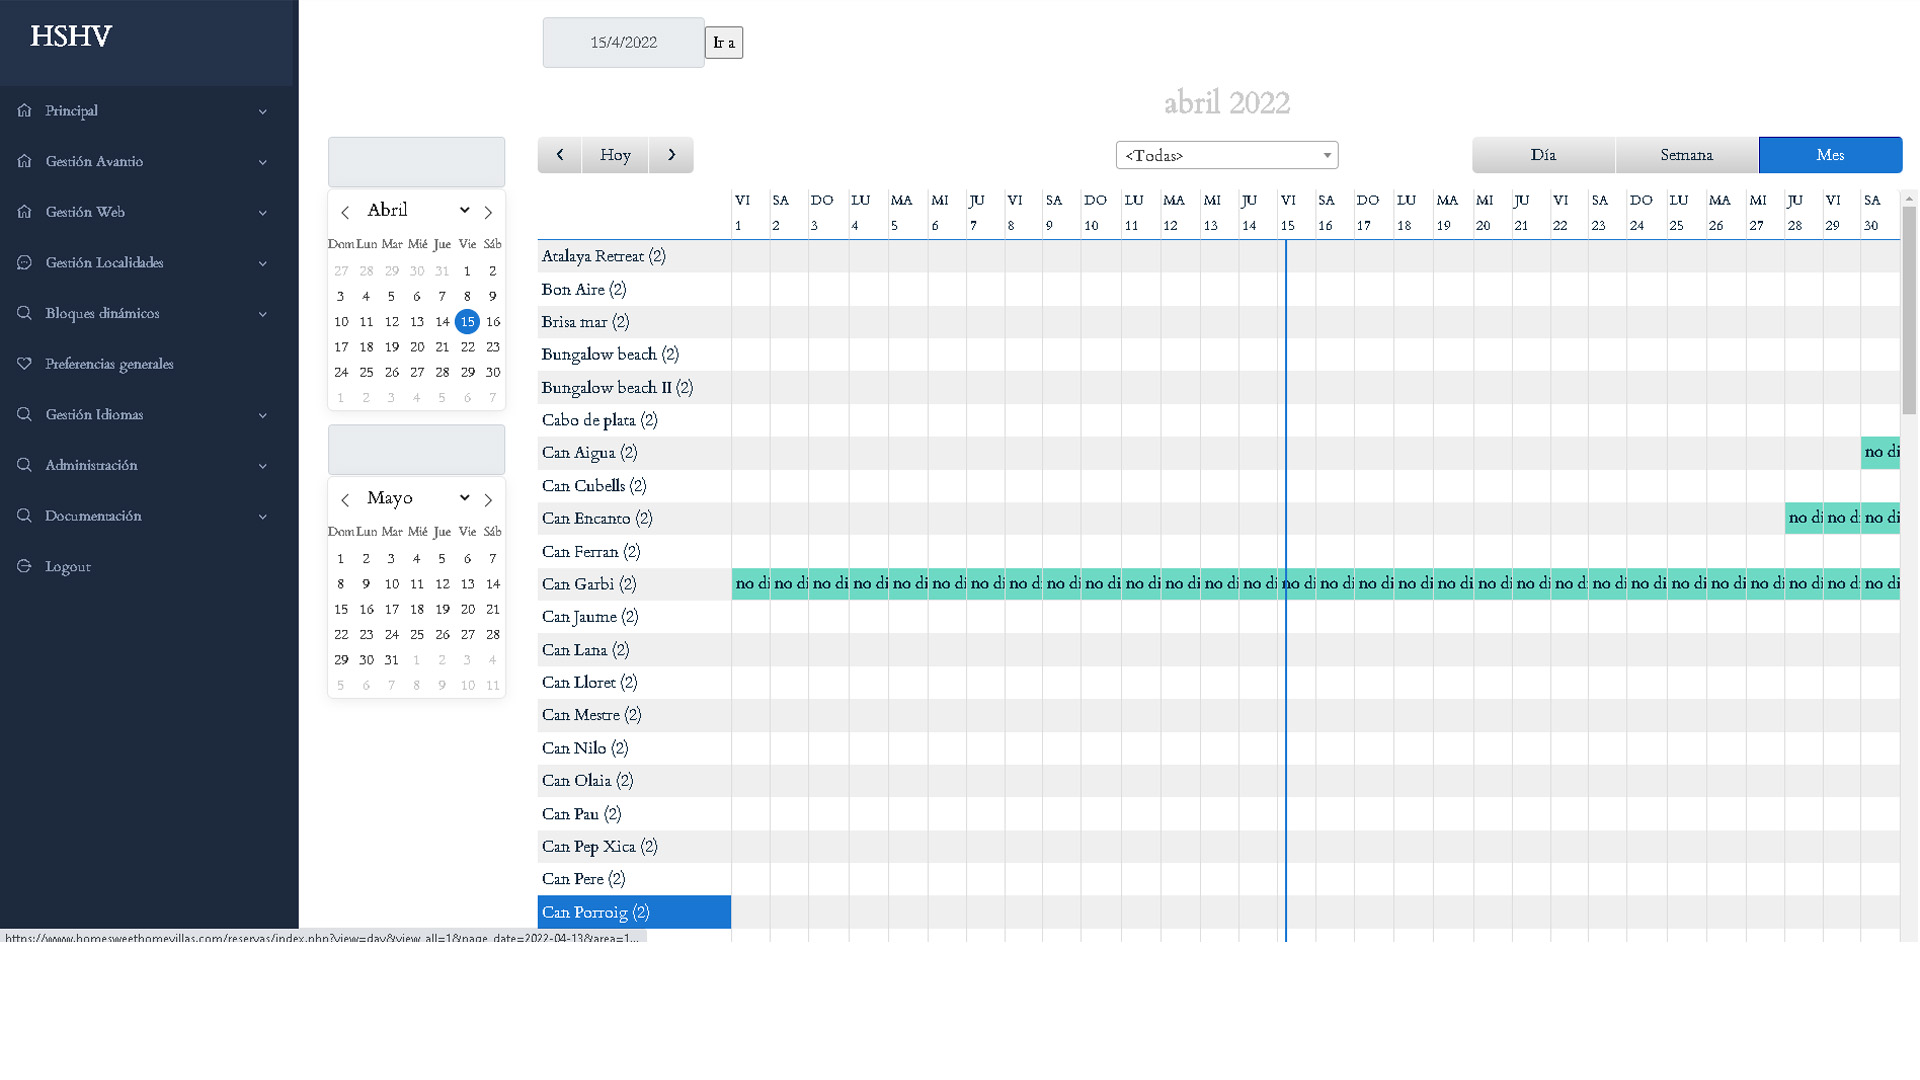 HSHV
Principal
Gestión Avantio
Gestión Web
Gestión Localidades
Bloques dinámicos
Preferencias generales
Gestión Idiomas
Administración
Documentación
Logout
15/4/2022 Ir a
abril 2022
Hoy <Todas> Día Semana Mes
Abril
Dom Lun Mar Mié Jue Vie Sáb
27 28 29 30 31 1 2
3 4 5 6 7 8 9
10 11 12 13 14 15 16
17 18 19 20 21 22 23
24 25 26 27 28 29 30
1 2 3 4 5 6 7
Mayo
Dom Lun Mar Mié Jue Vie Sáb
1 2 3 4 5 6 7
8 9 10 11 12 13 14
15 16 17 18 19 20 21
22 23 24 25 26 27 28
29 30 31 1 2 3 4
5 6 7 8 9 10 11
VI SA DO LU MA MI JU VI SA DO LU MA MI JU VI SA DO LU MA MI JU VI SA DO LU MA MI JU VI SA
1 2 3 4 5 6 7 8 9 10 11 12 13 14 15 16 17 18 19 20 21 22 23 24 25 26 27 28 29 30
Atalaya Retreat (2)
Bon Aire (2)
Brisa mar (2)
Bungalow beach (2)
Bungalow beach II (2)
Cabo de plata (2)
Can Aigua (2) no di
Can Cubells (2)
Can Encanto (2) no di no di no di
Can Ferran (2)
Can Garbi (2) no di no di no di no di no di no di no di no di no di no di no di no di no di no di no di no di no di no di no di no di no di no di no di no di no di no di no di no di no di no di
Can Jaume (2)
Can Lana (2)
Can Lloret (2)
Can Mestre (2)
Can Nilo (2)
Can Olaia (2)
Can Pau (2)
Can Pep Xica (2)
Can Pere (2)
Can Porroig (2)
https://www.homesweethomevillas.com/reservas/index.php?view=day&view_all=1&page_date=2022-04-13&area=1...